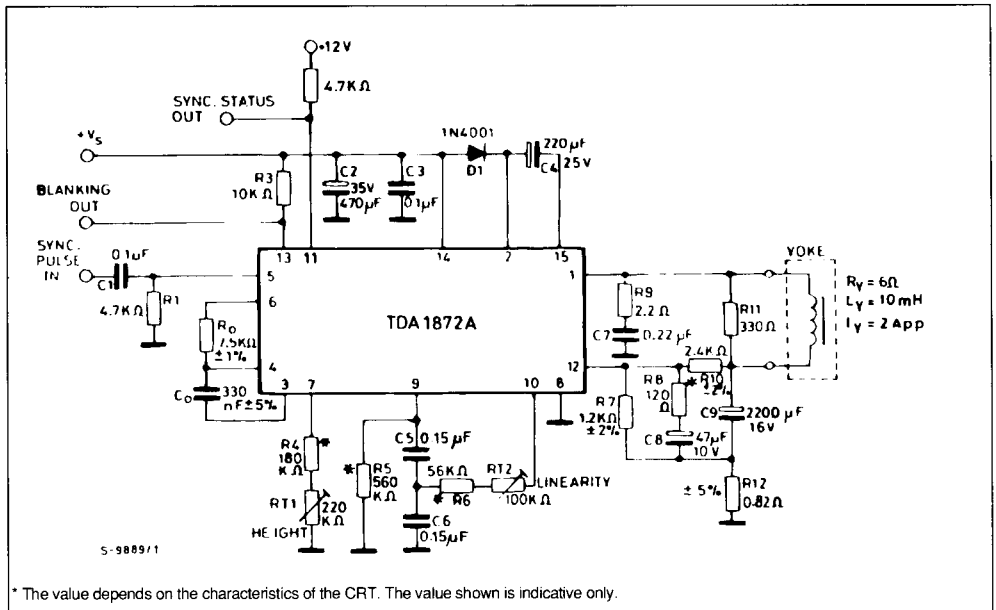 +12V
4.7KΩ
SYNC. STATUS
OUT
+Vs
1N4001
D1
220µF
C4
25V
R3
10KΩ
C2
35V
470µF
C3
0.1µF
BLANKING
OUT
SYNC.
PULSE
IN
0.1uF
C1
R1
4.7KΩ
13
11
14
2
15
5
6
4
3
7
9
10
8
1
12
TDA1872A
Ro
7.5KΩ
±1%
Co
330
nF±5%
R4 *
180
KΩ
RT1
220
KΩ
HEIGHT
* R5
560
KΩ
C5 0.15µF
56KΩ
* R6
RT2
100KΩ
LINEARITY
C6
0.15µF
R9
2.2Ω
C7
0.22µF
R11
330Ω
2.4KΩ
R10
±2%
R8 *
120
Ω
R7
1.2KΩ
±2%
C8
47µF
10V
C9
2200µF
16V
±5%
R12
0.82Ω
YOKE
Ry = 6Ω
Ly = 10mH
Iy = 2App
S-9889/1
* The value depends on the characteristics of the CRT. The value shown is indicative only.